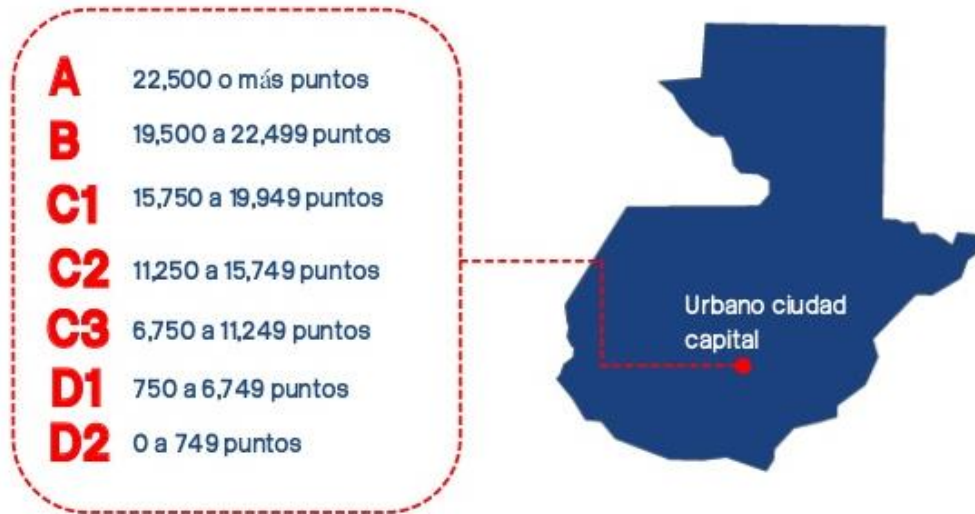 A 22,500 o más puntos
B 19,500 a 22,499 puntos
C1 15,750 a 19,949 puntos
C2 11,250 a 15,749 puntos
C3 6,750 a 11,249 puntos
D1 750 a 6,749 puntos
D2 0 a 749 puntos
Urbano ciudad
capital